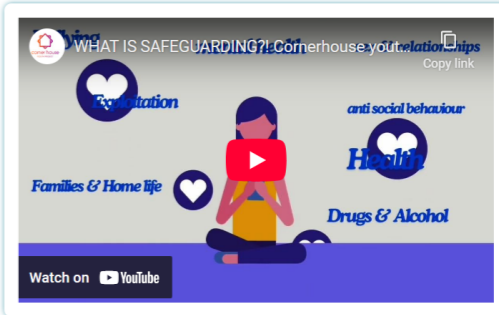 WHAT IS SAFEGUARDING?! Cornerhouse yout...
Copy link
Exploitation
anti social behaviour
Health
Families & Home life
Drugs & Alcohol
Watch on YouTube